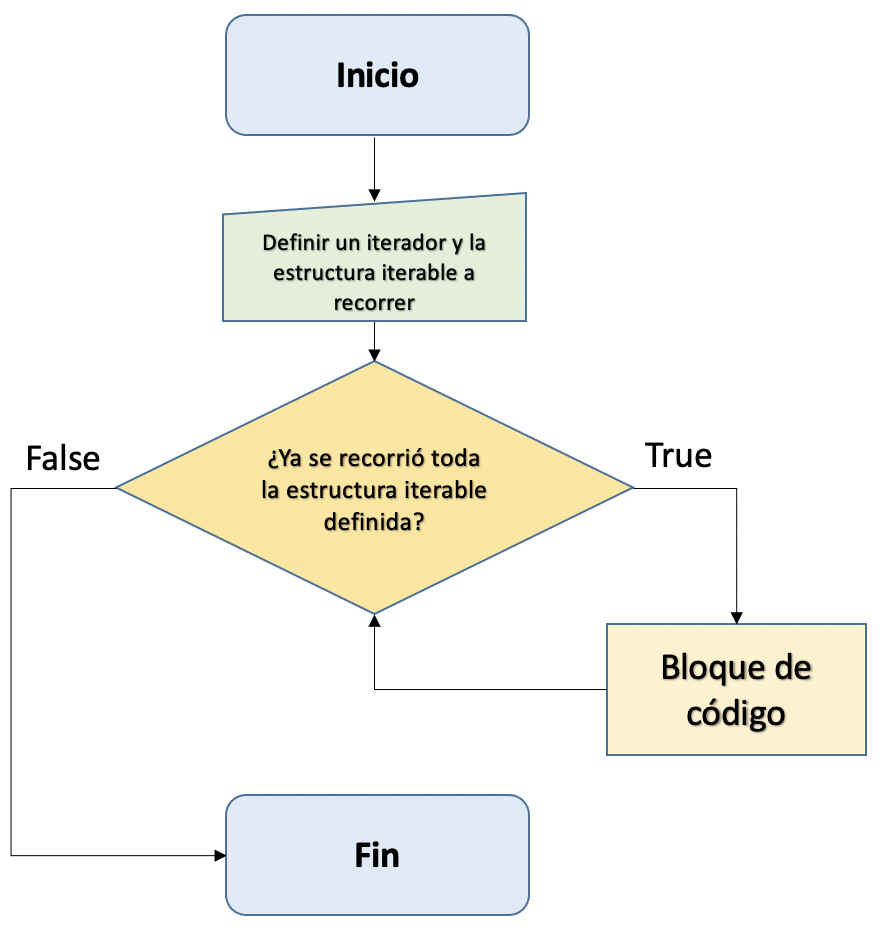 Inicio
Definir un iterador y la
estructura iterable a
recorrer
False
True
¿Ya se recorrió toda
la estructura iterable
definida?
Bloque de
código
Fin